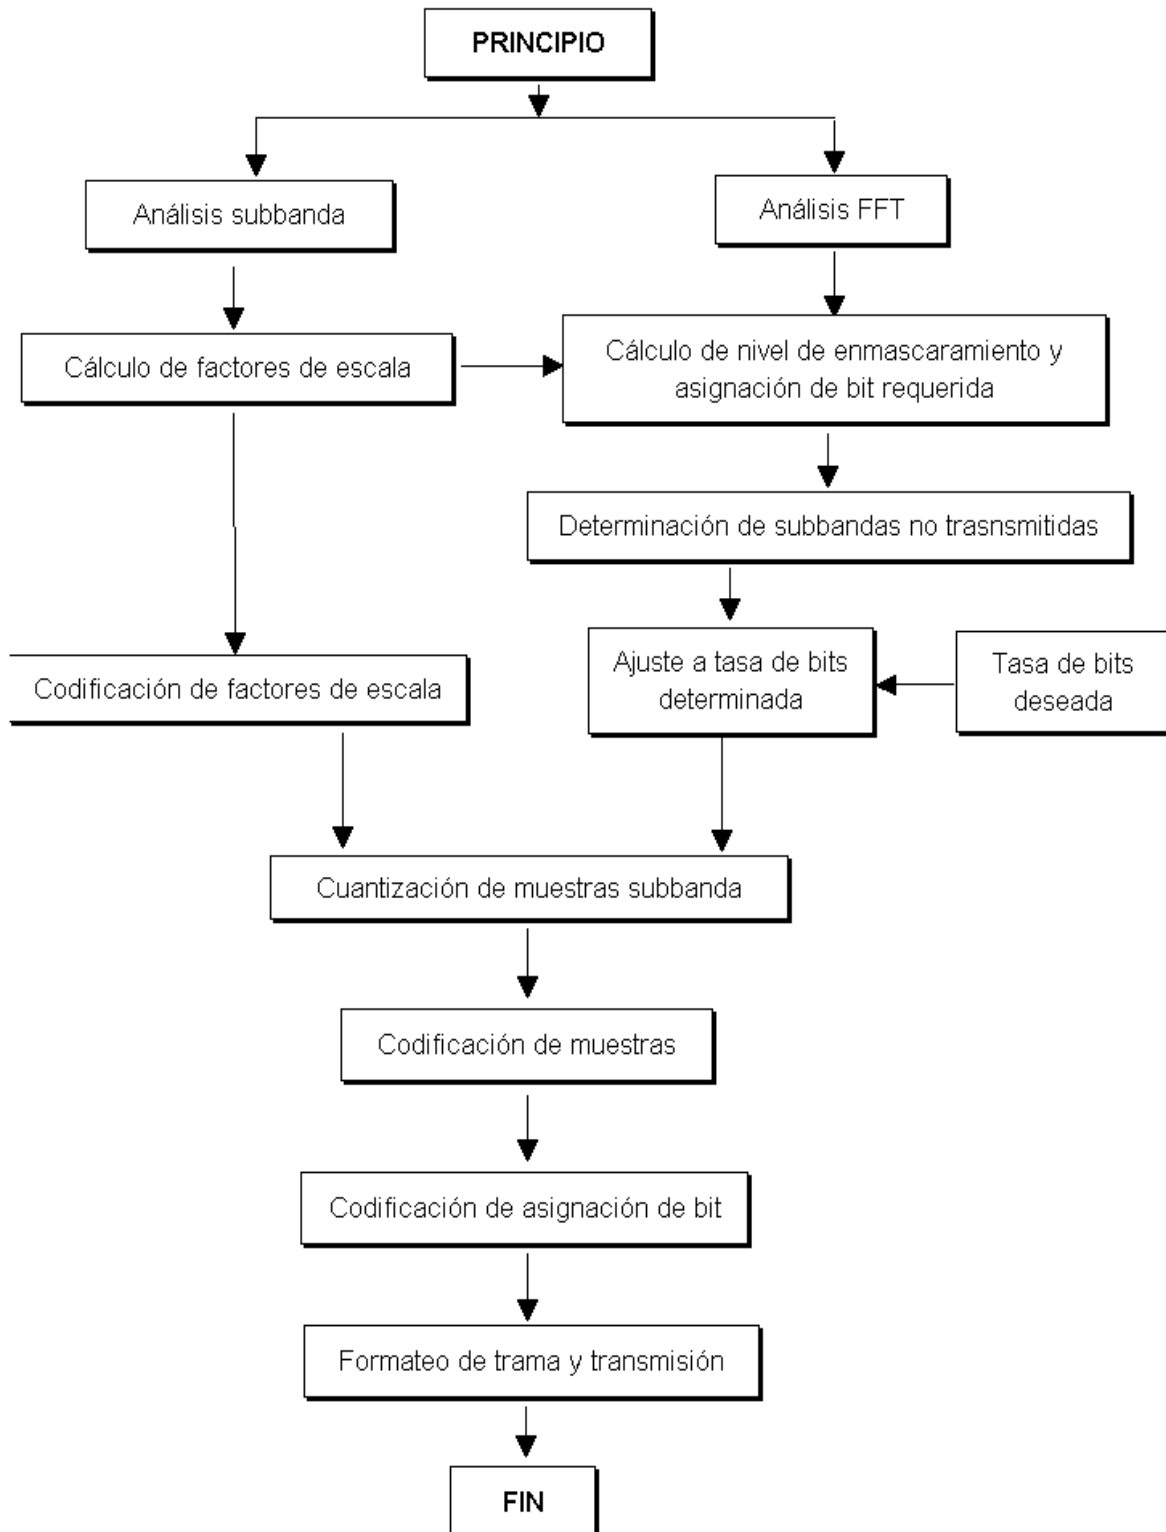 PRINCIPIO
Análisis subbanda
Análisis FFT
Cálculo de factores de escala
Cálculo de nivel de enmascaramiento y
asignación de bit requerida
Determinación de subbandas no trasnsmitidas
Ajuste a tasa de bits
determinada
Tasa de bits
deseada
Codificación de factores de escala
Cuantización de muestras subbanda
Codificación de muestras
Codificación de asignación de bit
Formateo de trama y transmisión
FIN